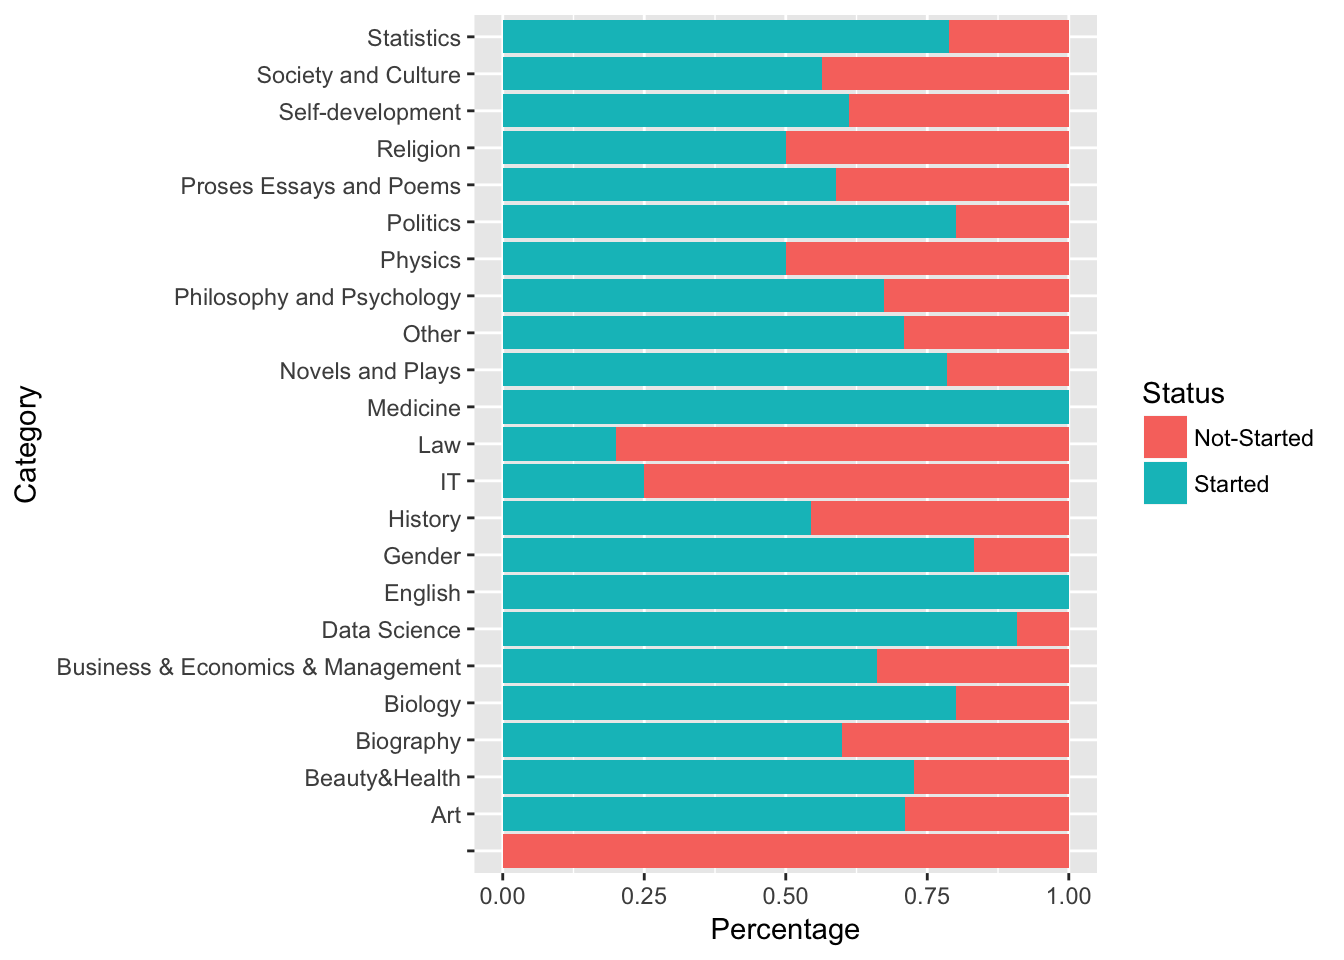 Statistics
Society and Culture
Self-development
Religion
Proses Essays and Poems
Politics
Physics
Philosophy and Psychology
Other
Novels and Plays
Medicine
Law
IT
History
Gender
English
Data Science
Business & Economics & Management
Biology
Biography
Beauty&Health
Art
Category
0.00 0.25 0.50 0.75 1.00
Percentage
Status
Not-Started
Started